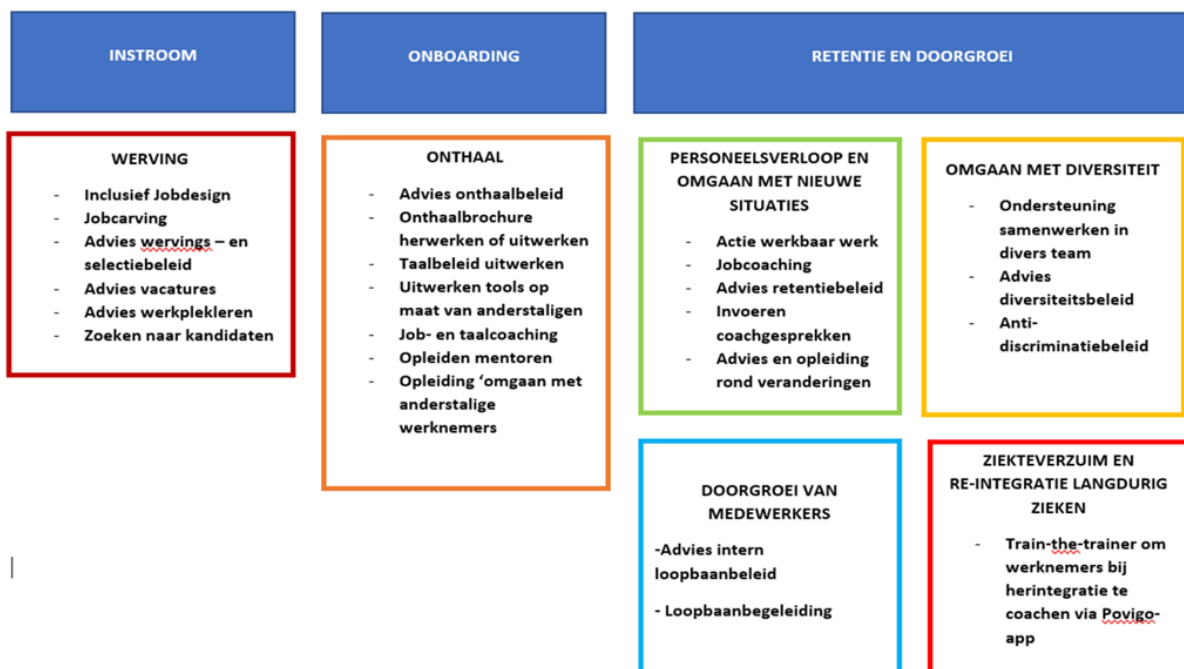 INSTROOM
ONBOARDING
RETENTIE EN DOORGROEI
WERVING
- Inclusief Jobdesign
- Jobcarving
- Advies wervings – en
selectiebeleid
- Advies vacatures
- Advies werkplekleren
- Zoeken naar kandidaten
ONTHAAL
- Advies onthaalbeleid
- Onthaalbrochure
herwerken of uitwerken
- Taalbeleid uitwerken
- Uitwerken tools op
maat van anderstaligen
- Job- en taalcoaching
- Opleiden mentoren
- Opleiding ‘omgaan met
anderstalige
werknemers
PERSONEELSVERLOOP EN
OMGAAN MET NIEUWE
SITUATIES
- Actie werkbaar werk
- Jobcoaching
- Advies retentiebeleid
- Invoeren
coachgesprekken
- Advies en opleiding
rond veranderingen
OMGAAN MET DIVERSITEIT
- Ondersteuning
samenwerken in
divers team
- Advies
diversiteitsbeleid
- Anti-
discriminatiebeleid
DOORGROEI VAN
MEDEWERKERS
-Advies intern
loopbaanbeleid
- Loopbaanbegeleiding
ZIEKTEVERZUIM EN
RE-INTEGRATIE LANGDURIG
ZIEKEN
- Train-the-trainer om
werknemers bij
herintegratie te
coachen via Povigo-
app